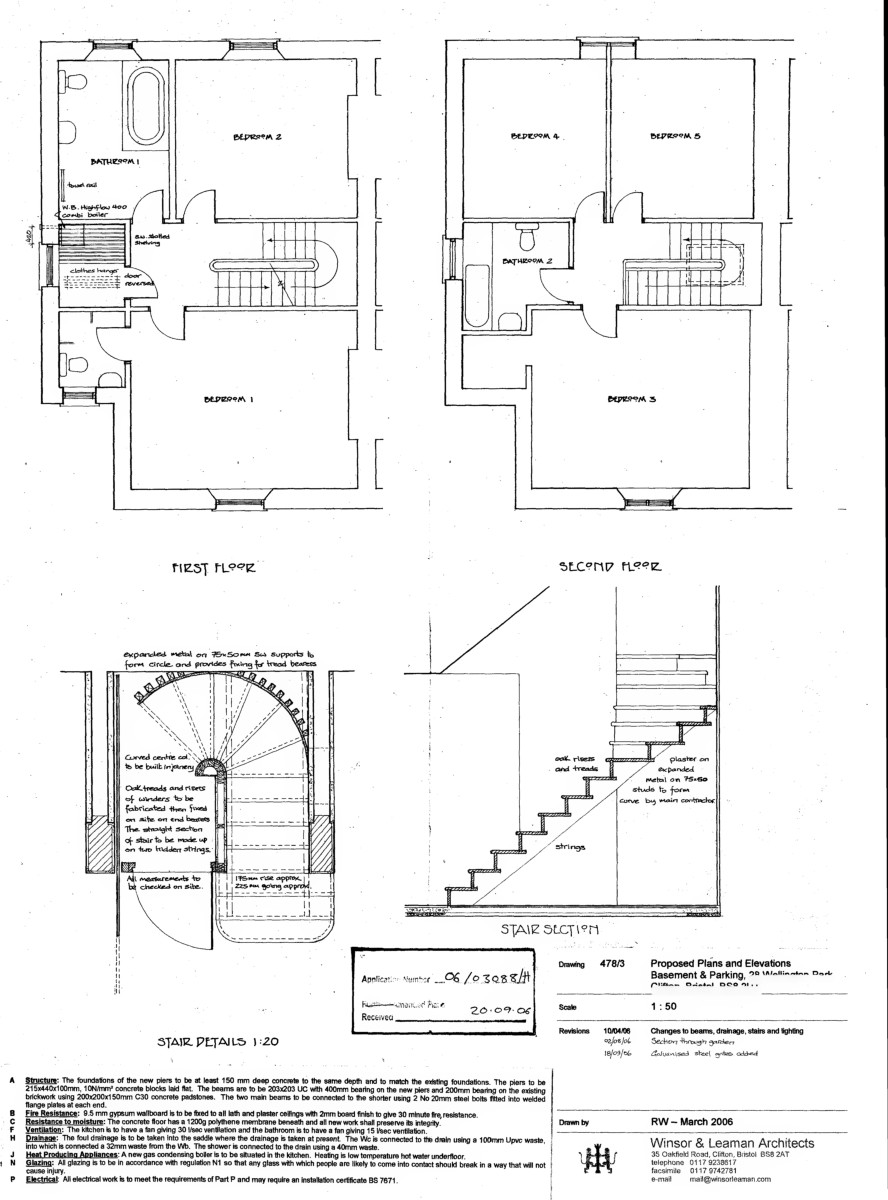 BATHROOM 1
towel rail
W.B. Highflow 400
combi boiler
BEDROOM 2
s.w. slatted
shelving
clothes hanger
door
reversed
BEDROOM 1
FIRST FLOOR
BEDROOM 4
BEDROOM 5
BATHROOM 2
BEDROOM 3
SECOND FLOOR
expanded metal on 75x50mm sw supports to
form circle and provides fixing for tread bearers
Curved centre col.
to be built in joinery
Oak treads and risers
of winders to be
fabricated then fixed
on site on end bearers
The straight section
of stair to be made up
on two hidden strings.
All measurements to
be checked on site.
175mm rise approx.
225mm going approx.
STAIR DETAILS 1:20
oak risers
and treads
plaster on
expanded
metal on 75x50
studs to form
curve by main contractor
strings
STAIR SECTION
Application Number 06/03088/H
Received 20.09.06
Drawing 478/3 Proposed Plans and Elevations
Basement & Parking, Wellington Park
Scale 1 : 50
Revisions 10/04/06 Changes to beams, drainage, stairs and lighting
Section through garden
Galvanised steel grilles added
Drawn by RW – March 2006
Winsor & Leaman Architects
35 Oakfield Road, Clifton, Bristol BS8 2AT
telephone 0117 9238617
facsimile 0117 9742781
e-mail mail@winsorleaman.com
A Structure: The foundations of the new piers to be at least 150 mm deep concrete to the same depth and to match the existing foundations. The piers to be
215x440x100mm, 10N/mm² concrete blocks laid flat. The beams are to be 203x203 UC with 400mm bearing on the new piers and 200mm bearing on the existing
brickwork using 200x200x150mm C30 concrete padstones. The two main beams to be connected to the shorter using 2 No 20mm steel bolts fitted into welded
flange plates at each end.
B Fire Resistance: 9.5 mm gypsum wallboard is to be fixed to all lath and plaster ceilings with 2mm board finish to give 30 minute fire resistance.
C Resistance to moisture: The concrete floor has a 1200g polythene membrane beneath and all new work shall preserve its integrity.
F Ventilation: The kitchen is to have a fan giving 30 l/sec ventilation and the bathroom is to have a fan giving 15 l/sec ventilation.
H Drainage: The foul drainage is to be taken into the saddle where the drainage is taken at present. The Wc is connected to the drain using a 100mm Upvc waste,
into which is connected a 32mm waste from the Wb. The shower is connected to the drain using a 40mm waste.
J Heat Producing Appliances: A new gas condensing boiler is to be situated in the kitchen. Heating is low temperature hot water underfloor.
N Glazing: All glazing is to be in accordance with regulation N1 so that any glass with which people are likely to come into contact should break in a way that will not
cause injury.
P Electrical: All electrical work is to meet the requirements of Part P and may require an installation certificate BS 7671.